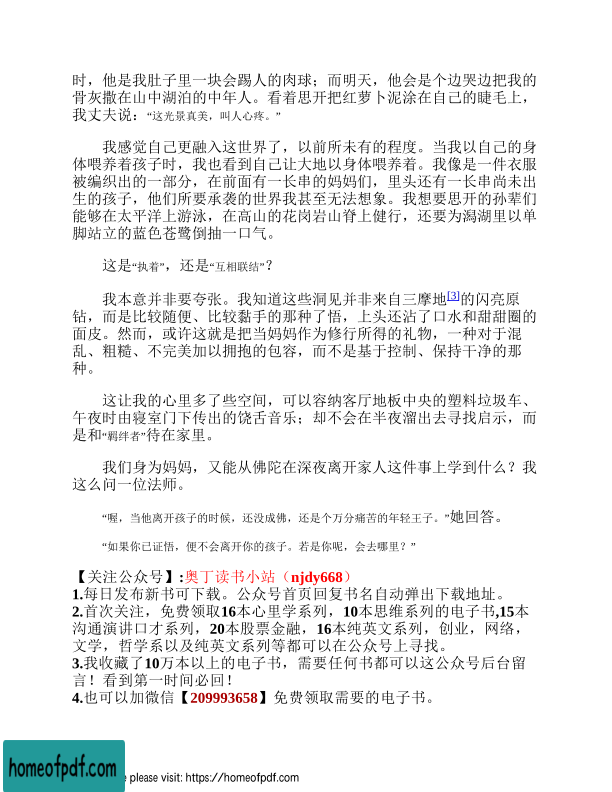 时，他是我肚子里一块会踢人的肉球；而明天，他会是个边哭边把我的
骨灰撒在山中湖泊的中年人。看着思开把红萝卜泥涂在自己的睫毛上，
我丈夫说：“这光景真美，叫人心疼。”
我感觉自己更融入这世界了，以前所未有的程度。当我以自己的身
体喂养着孩子时，我也看到自己让大地以身体喂养着。我像是一件衣服
被编织出的一部分，在前面有一长串的妈妈们，里头还有一长串尚未出
生的孩子，他们所要承袭的世界我甚至无法想象。我想要思开的孙辈们
能够在太平洋上游泳，在高山的花岗岩山脊上健行，还要为潟湖里以单
脚站立的蓝色苍鹭倒抽一口气。
这是“执着”，还是“互相联结”？
我本意并非要夸张。我知道这些洞见并非来自三摩地[3]的闪亮原
钻，而是比较随便、比较黏手的那种了悟，上头还沾了口水和甜甜圈的
面皮。然而，或许这就是把当妈妈作为修行所得的礼物，一种对于混
乱、粗糙、不完美加以拥抱的包容，而不是基于控制、保持干净的那
种。
这让我的心里多了些空间，可以容纳客厅地板中央的塑料垃圾车、
午夜时由寝室门下传出的饶舌音乐；却不会在半夜溜出去寻找启示，而
是和“羁绊者”待在家里。
我们身为妈妈，又能从佛陀在深夜离开家人这件事上学到什么？我
这么问一位法师。
“喔，当他离开孩子的时候，还没成佛，还是个万分痛苦的年轻王子。”她回答。
“如果你已证悟，便不会离开你的孩子。若是你呢，会去哪里？”
【关注公众号】:奥丁读书小站（njdy668）
1.每日发布新书可下载。公众号首页回复书名自动弹出下载地址。
2.首次关注，免费领取16本心里学系列，10本思维系列的电子书,15本
沟通演讲口才系列，20本股票金融，16本纯英文系列，创业，网络，
文学，哲学系以及纯英文系列等都可以在公众号上寻找。
3.我收藏了10万本以上的电子书，需要任何书都可以这公众号后台留
言！看到第一时间必回！
4.也可以加微信【209993658】免费领取需要的电子书。
homeofpdf.com
e please visit: https://homeofpdf.com